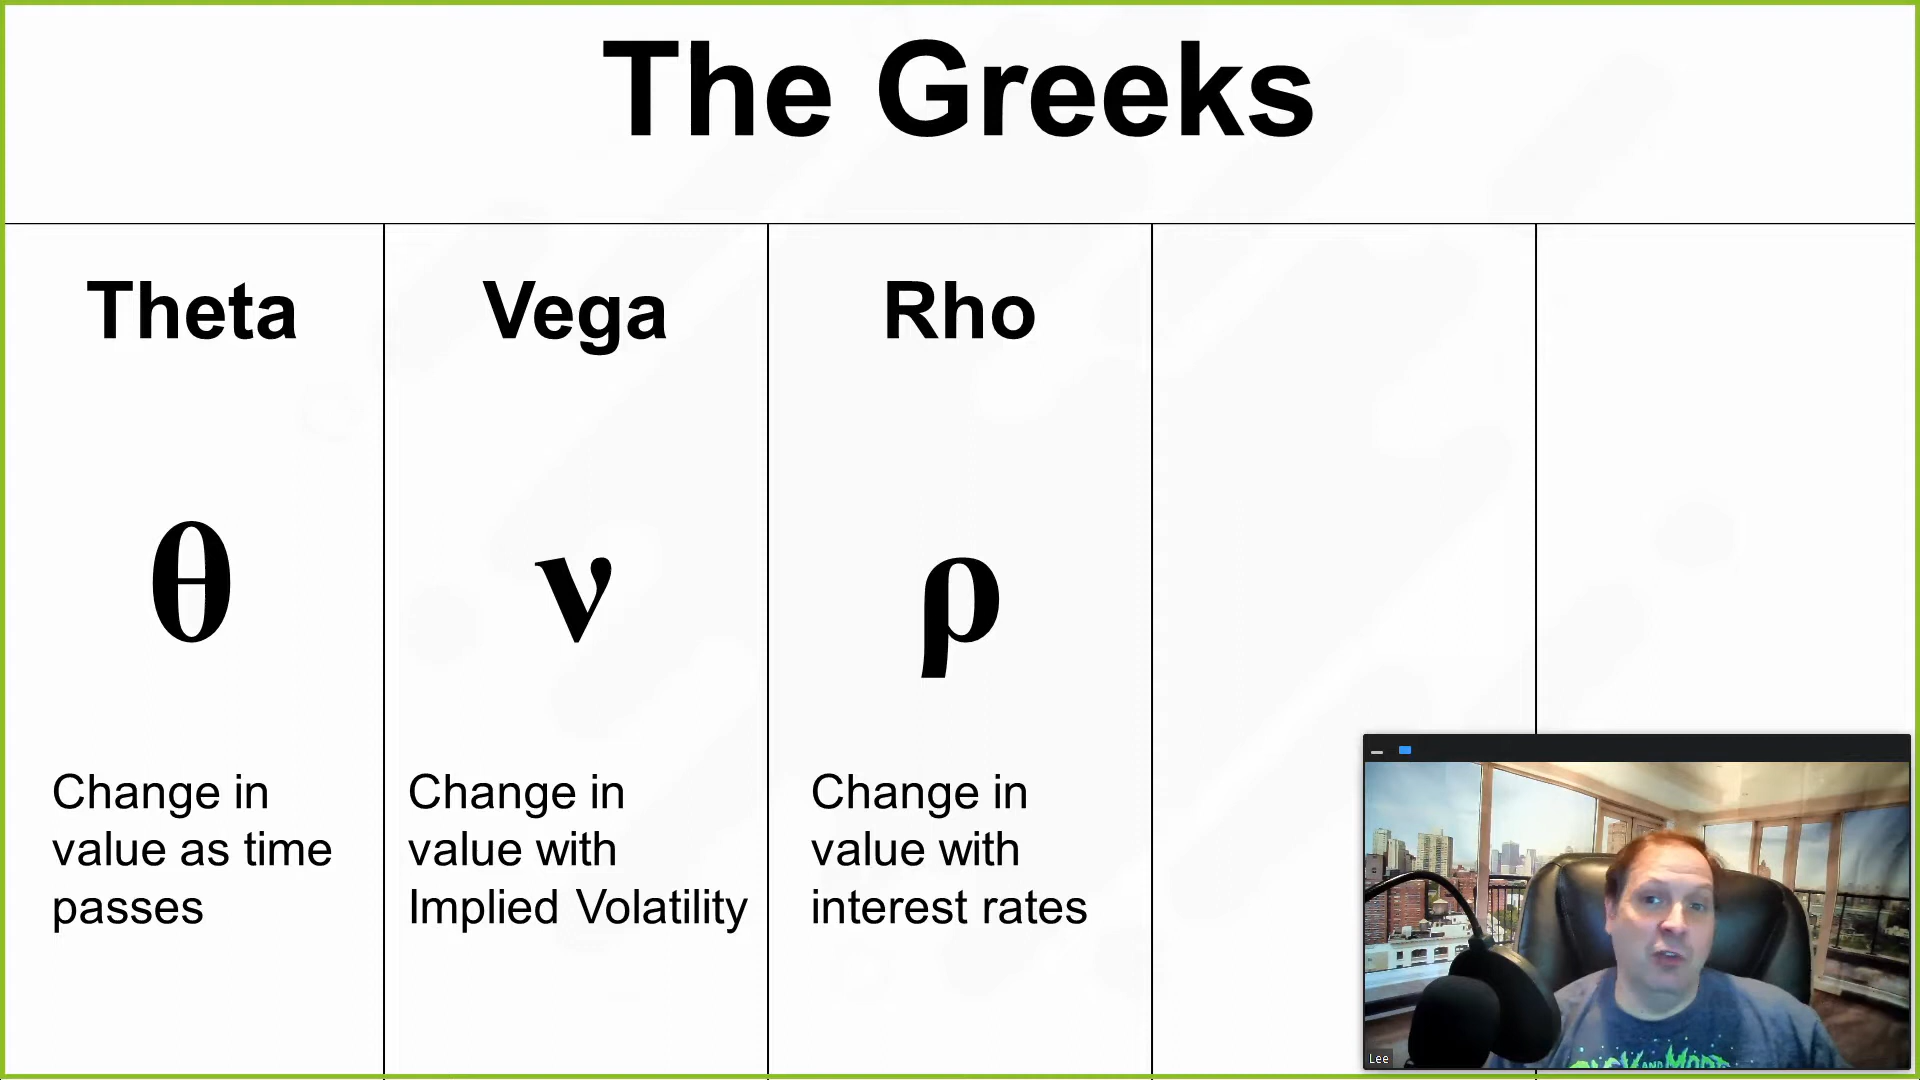 The Greeks
Theta
θ
Change in
value as time
passes
Vega
ν
Change in
value with
Implied Volatility
Rho
ρ
Change in
value with
interest rates
Lee
AND